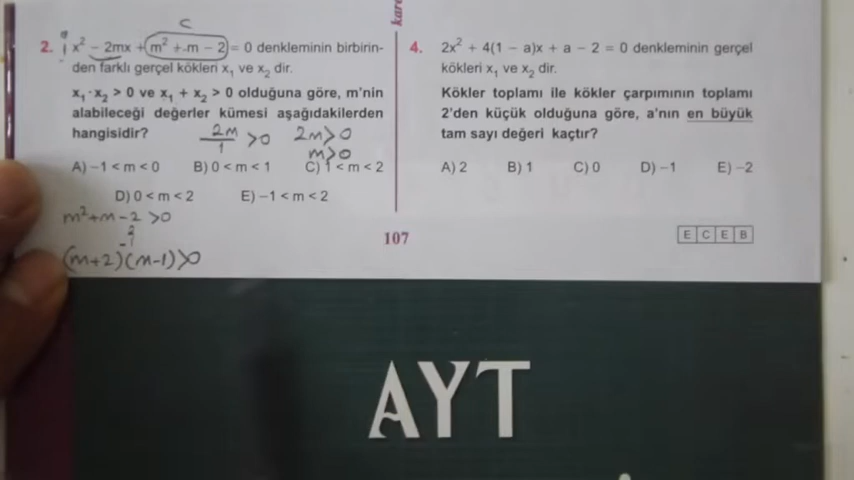 kare
C
2. 1 x² − 2mx + m² + m − 2 = 0 denkleminin birbirin-
den farklı gerçel kökleri x₁ ve x₂ dir.
x₁·x₂ > 0 ve x₁ + x₂ > 0 olduğuna göre, m'nin
alabileceği değerler kümesi aşağıdakilerden
hangisidir?
2m/1 >0 2m>0
m>0
A) −1 < m < 0 B) 0 < m < 1 C) 1 < m < 2
D) 0 < m < 2 E) −1 < m < 2
m²+m−2 >0
2
−1
(m+2)(m−1)>0
4. 2x² + 4(1 − a)x + a − 2 = 0 denkleminin gerçel
kökleri x₁ ve x₂ dir.
Kökler toplamı ile kökler çarpımının toplamı
2'den küçük olduğuna göre, a'nın en büyük
tam sayı değeri kaçtır?
A) 2 B) 1 C) 0 D) −1 E) −2
107
E C E B
AYT